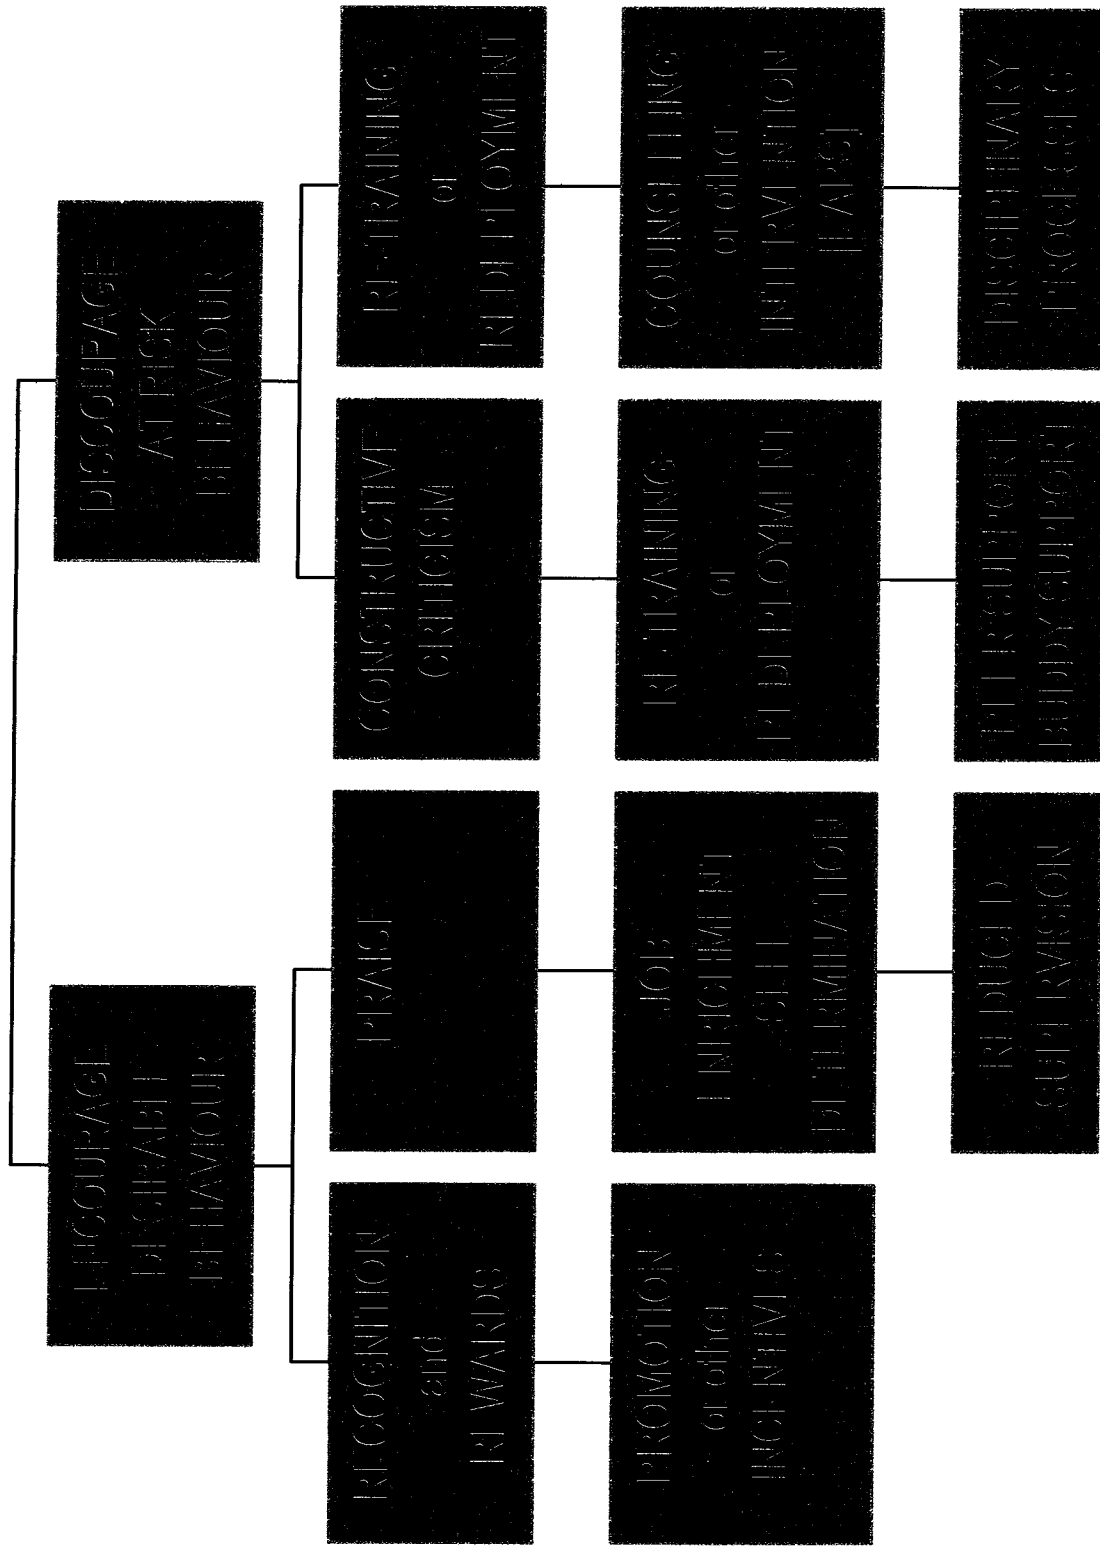 ENCOURAGE
DESIRABLE
BEHAVIOUR
DISCOURAGE
AT RISK
BEHAVIOUR
RECOGNITION
and
REWARDS
PRAISE
CONSTRUCTIVE
CRITICISM
RE-TRAINING
or
REDEPLOYMENT
PROMOTION
or other
INCENTIVES
JOB
ENRICHMENT
SELF
DETERMINATION
RE-TRAINING
or
REDEPLOYMENT
COUNSELLING
or other
INTERVENTION
[EAPS]
REDUCED
SUPERVISION
PEER SUPPORT
BUDDY SUPPORT
DISCIPLINARY
PROCESSES